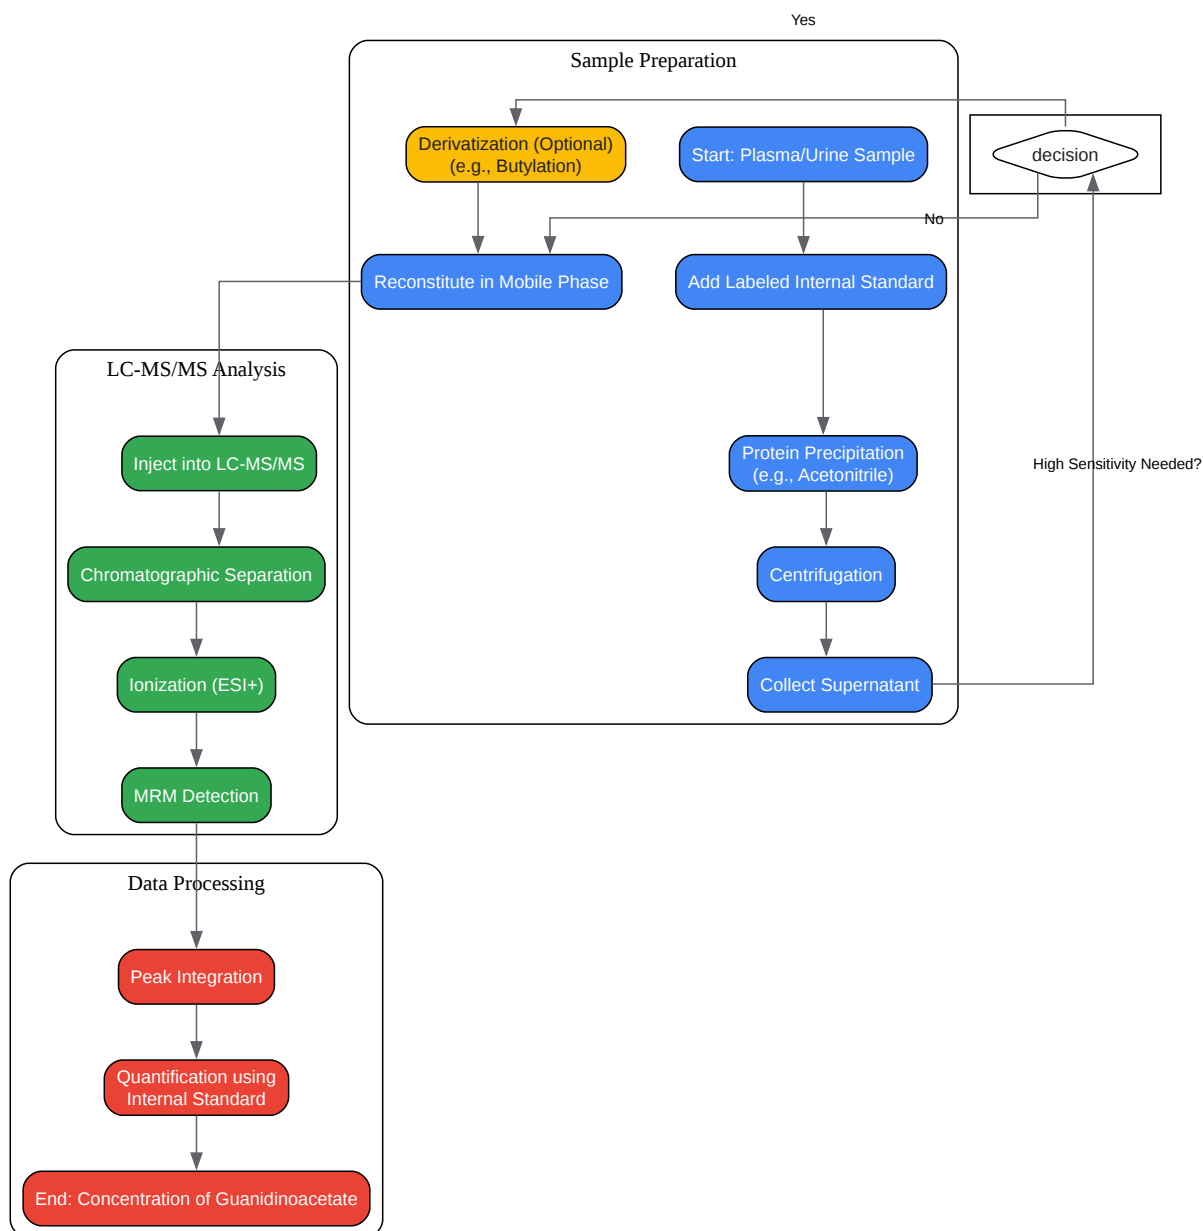 Yes
Sample Preparation
Derivatization (Optional)
(e.g., Butylation)
Start: Plasma/Urine Sample
decision
No
Reconstitute in Mobile Phase
Add Labeled Internal Standard
LC-MS/MS Analysis
Inject into LC-MS/MS
Protein Precipitation
(e.g., Acetonitrile)
High Sensitivity Needed?
Chromatographic Separation
Centrifugation
Ionization (ESI+)
Collect Supernatant
MRM Detection
Data Processing
Peak Integration
Quantification using
Internal Standard
End: Concentration of Guanidinoacetate